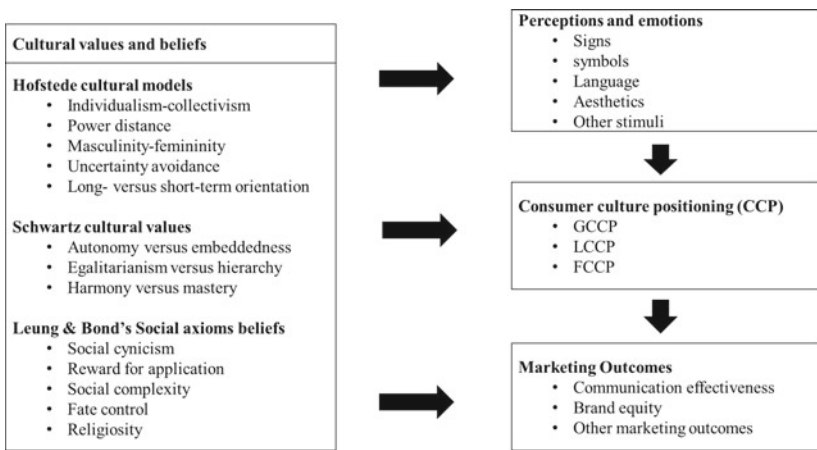 Cultural values and beliefs
Hofstede cultural models
• Individualism-collectivism
• Power distance
• Masculinity-femininity
• Uncertainty avoidance
• Long- versus short-term orientation
Schwartz cultural values
• Autonomy versus embeddedness
• Egalitarianism versus hierarchy
• Harmony versus mastery
Leung & Bond's Social axioms beliefs
• Social cynicism
• Reward for application
• Social complexity
• Fate control
• Religiosity
Perceptions and emotions
• Signs
• symbols
• Language
• Aesthetics
• Other stimuli
Consumer culture positioning (CCP)
• GCCP
• LCCP
• FCCP
Marketing Outcomes
• Communication effectiveness
• Brand equity
• Other marketing outcomes